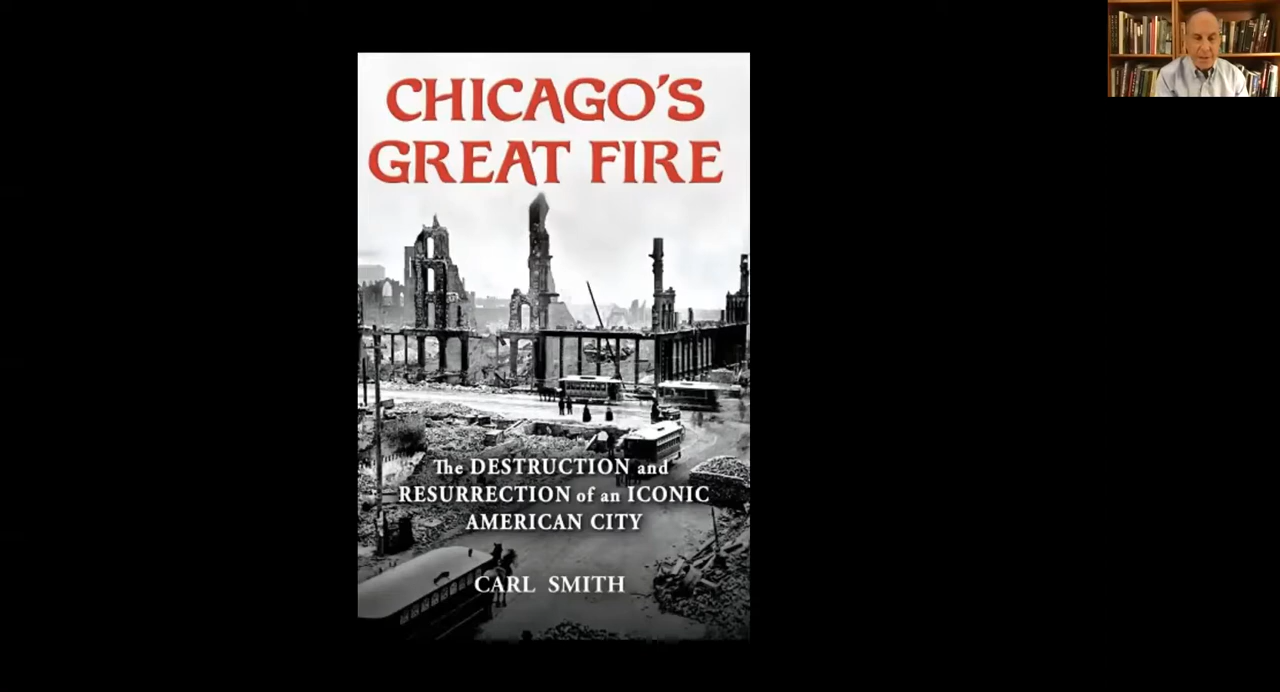 CHICAGO'S
GREAT FIRE
The DESTRUCTION and
RESURRECTION of an ICONIC
AMERICAN CITY
CARL SMITH